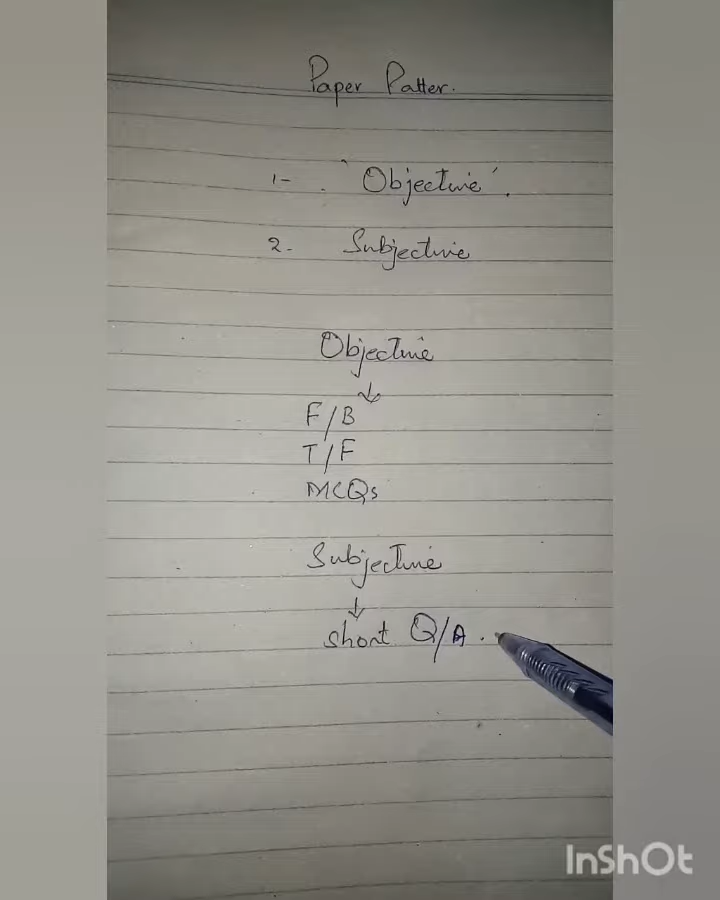 Paper Patter.
1- . "Objective".
2. Subjective
Objective
↓
F/B
T/F
MCQs
Subjective
↓
short Q/A.
InShOt